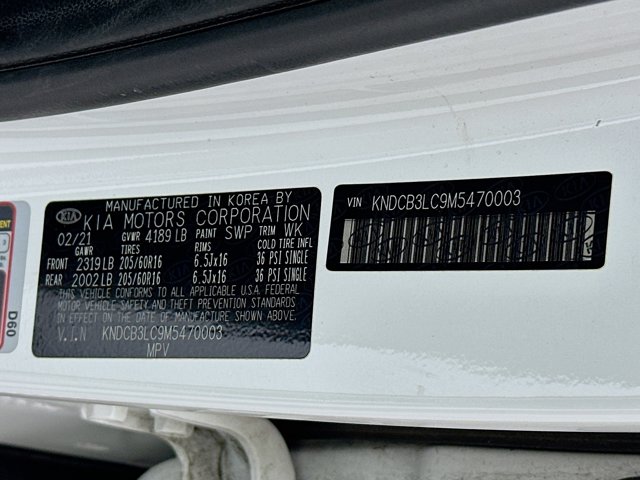 MANUFACTURED IN KOREA BY
KIA KIA MOTORS CORPORATION
02/21 GVWR 4189 LB PAINT SWP TRIM WK
GAWR TIRES RIMS COLD TIRE INFL
FRONT 2319 LB 205/60R16 6.5Jx16 36 PSI SINGLE
REAR 2002 LB 205/60R16 6.5Jx16 36 PSI SINGLE
THIS VEHICLE CONFORMS TO ALL APPLICABLE U.S.A. FEDERAL
MOTOR VEHICLE SAFETY AND THEFT PREVENTION STANDARDS
IN EFFECT ON THE DATE OF MANUFACTURE SHOWN ABOVE.
V.I.N KNDCB3LC9M5470003
MPV
VIN KNDCB3LC9M5470003
D60